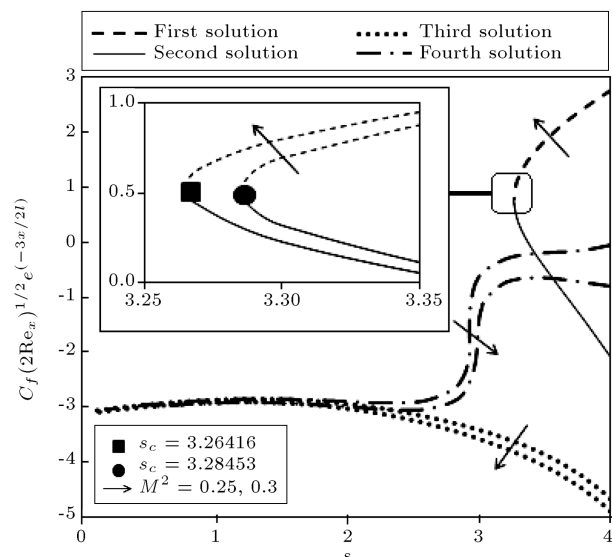 First solution
Second solution
Third solution
Fourth solution
3
2
1
0
-1
-2
-3
-4
-5
C_f(2Re_x)^{1/2}e^{(-3x/2l)}
1.0
0.5
0.0
3.25
3.30
3.35
s_c = 3.26416
s_c = 3.28453
M^2 = 0.25, 0.3
0
1
2
3
4
s